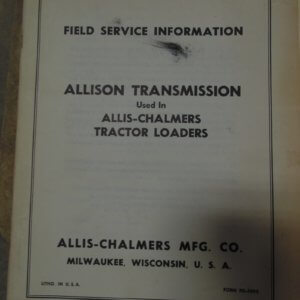 FIELD SERVICE INFORMATION
ALLISON TRANSMISSION
Used In
ALLIS-CHALMERS
TRACTOR LOADERS
ALLIS-CHALMERS MFG. CO.
MILWAUKEE, WISCONSIN, U. S. A.
LITHO. IN U.S.A.
FORM